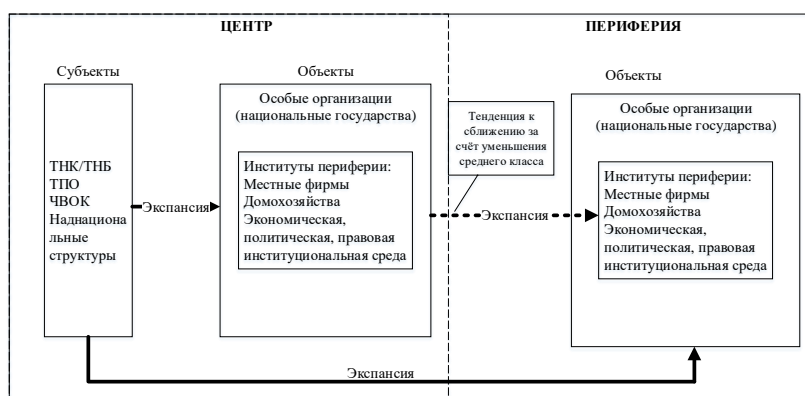 ЦЕНТР
ПЕРИФЕРИЯ
Субъекты
Объекты
Объекты
ТНК/ТНБ
ТПО
ЧВОК
Наднациона
льные
структуры
Экспансия
Особые организации
(национальные государства)
Институты периферии:
Местные фирмы
Домохозяйства
Экономическая,
политическая, правовая
институциональная среда
Тенденция к
сближению за
счёт уменьшения
среднего класса
Экспансия
Особые организации
(национальные государства)
Институты периферии:
Местные фирмы
Домохозяйства
Экономическая,
политическая, правовая
институциональная среда
Экспансия